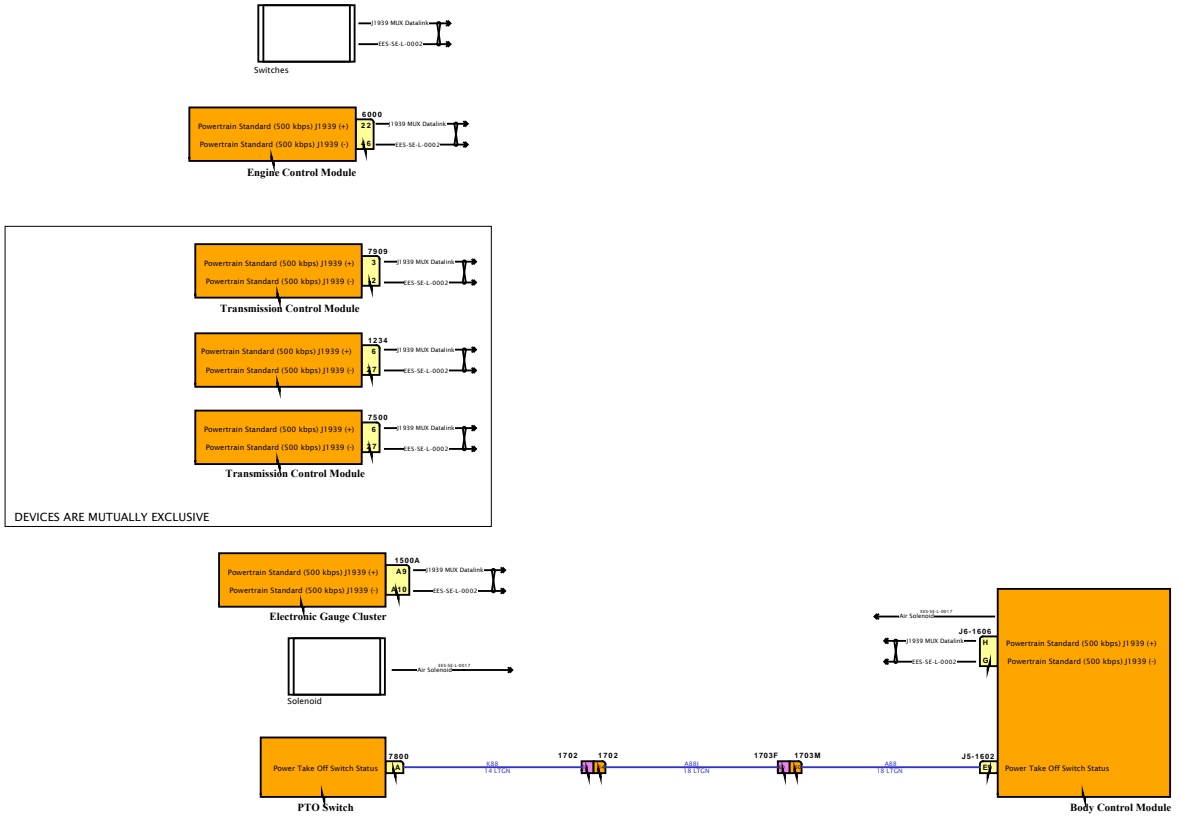 J1939 MUX Datalink
EES-SE-L-0002
Switches
6000
Powertrain Standard (500 kbps) J1939 (+)
22
J1939 MUX Datalink
Powertrain Standard (500 kbps) J1939 (-)
EES-SE-L-0002
Engine Control Module
7909
Powertrain Standard (500 kbps) J1939 (+)
3
J1939 MUX Datalink
Powertrain Standard (500 kbps) J1939 (-)
2
EES-SE-L-0002
Transmission Control Module
1234
Powertrain Standard (500 kbps) J1939 (+)
6
J1939 MUX Datalink
Powertrain Standard (500 kbps) J1939 (-)
EES-SE-L-0002
7500
Powertrain Standard (500 kbps) J1939 (+)
6
J1939 MUX Datalink
Powertrain Standard (500 kbps) J1939 (-)
EES-SE-L-0002
Transmission Control Module
DEVICES ARE MUTUALLY EXCLUSIVE
1500A
Powertrain Standard (500 kbps) J1939 (+)
A9
J1939 MUX Datalink
Powertrain Standard (500 kbps) J1939 (-)
A10
EES-SE-L-0002
Electronic Gauge Cluster
EES-SE-L-0017
Air Solenoid
Solenoid
EES-SE-L-0017
Air Solenoid
J6-1606
J1939 MUX Datalink
H
Powertrain Standard (500 kbps) J1939 (+)
EES-SE-L-0002
G
Powertrain Standard (500 kbps) J1939 (-)
7800
1702
1702
1703F
1703M
J5-1602
Power Take Off Switch Status
A
K88
14 LTGN
A88J
18 LTGN
A88
18 LTGN
Power Take Off Switch Status
PTO Switch
Body Control Module